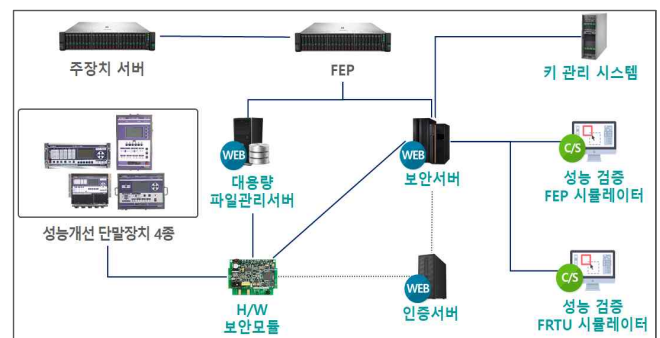 주장치 서버
FEP
키 관리 시스템
WEB
대용량
파일관리서버
WEB
보안서버
C/S
성능 검증
FEP 시뮬레이터
성능개선 단말장치 4종
H/W
보안모듈
WEB
인증서버
C/S
성능 검증
FRTU 시뮬레이터